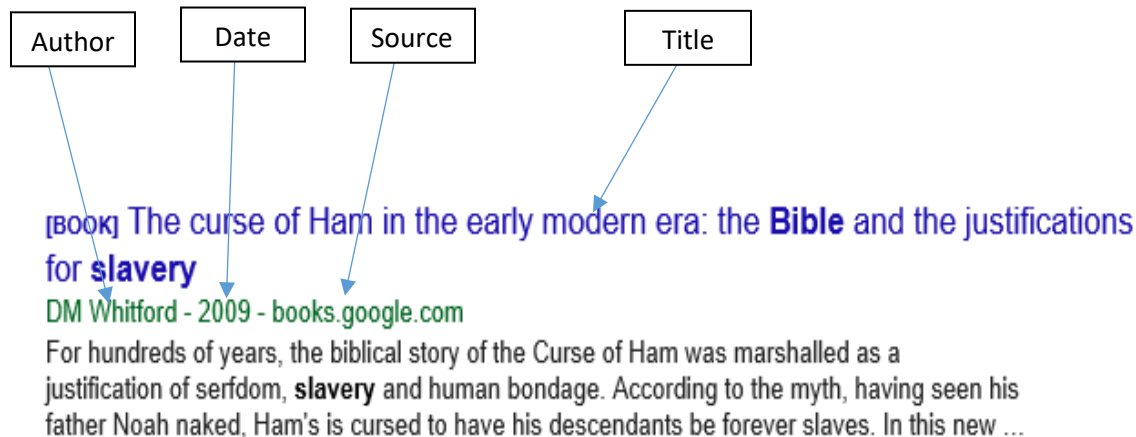 Author
Date
Source
Title
[BOOK] The curse of Ham in the early modern era: the Bible and the justifications
for slavery
DM Whitford - 2009 - books.google.com
For hundreds of years, the biblical story of the Curse of Ham was marshalled as a
justification of serfdom, slavery and human bondage. According to the myth, having seen his
father Noah naked, Ham's is cursed to have his descendants be forever slaves. In this new ...